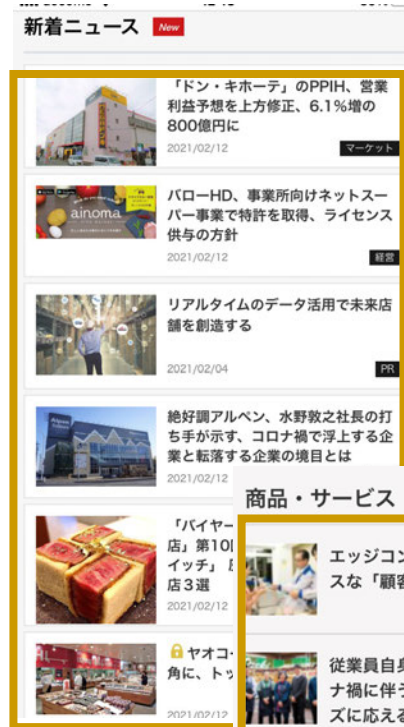 新着ニュース New
「ドン・キホーテ」のPPIH、営業
利益予想を上方修正、6.1%増の
800億円に
2021/02/12 マーケット
ainoma
バローHD、事業所向けネットスー
パー事業で特許を取得、ライセンス
供与の方針
2021/02/12 経営
リアルタイムのデータ活用で未来店
舗を創造する
2021/02/04 PR
Alpen
絶好調アルペン、水野敦之社長の打
ち手が示す、コロナ禍で浮上する企
業と転落する企業の境目とは
2021/02/12
「バイヤー
店」第10
イッチ」
店3選
2021/02/12
ヤオコー
角に、トッ
2021/02/12
商品・サービス
エッジコン
スな「顧客
従業員自身
ナ禍に伴う
ズに応える